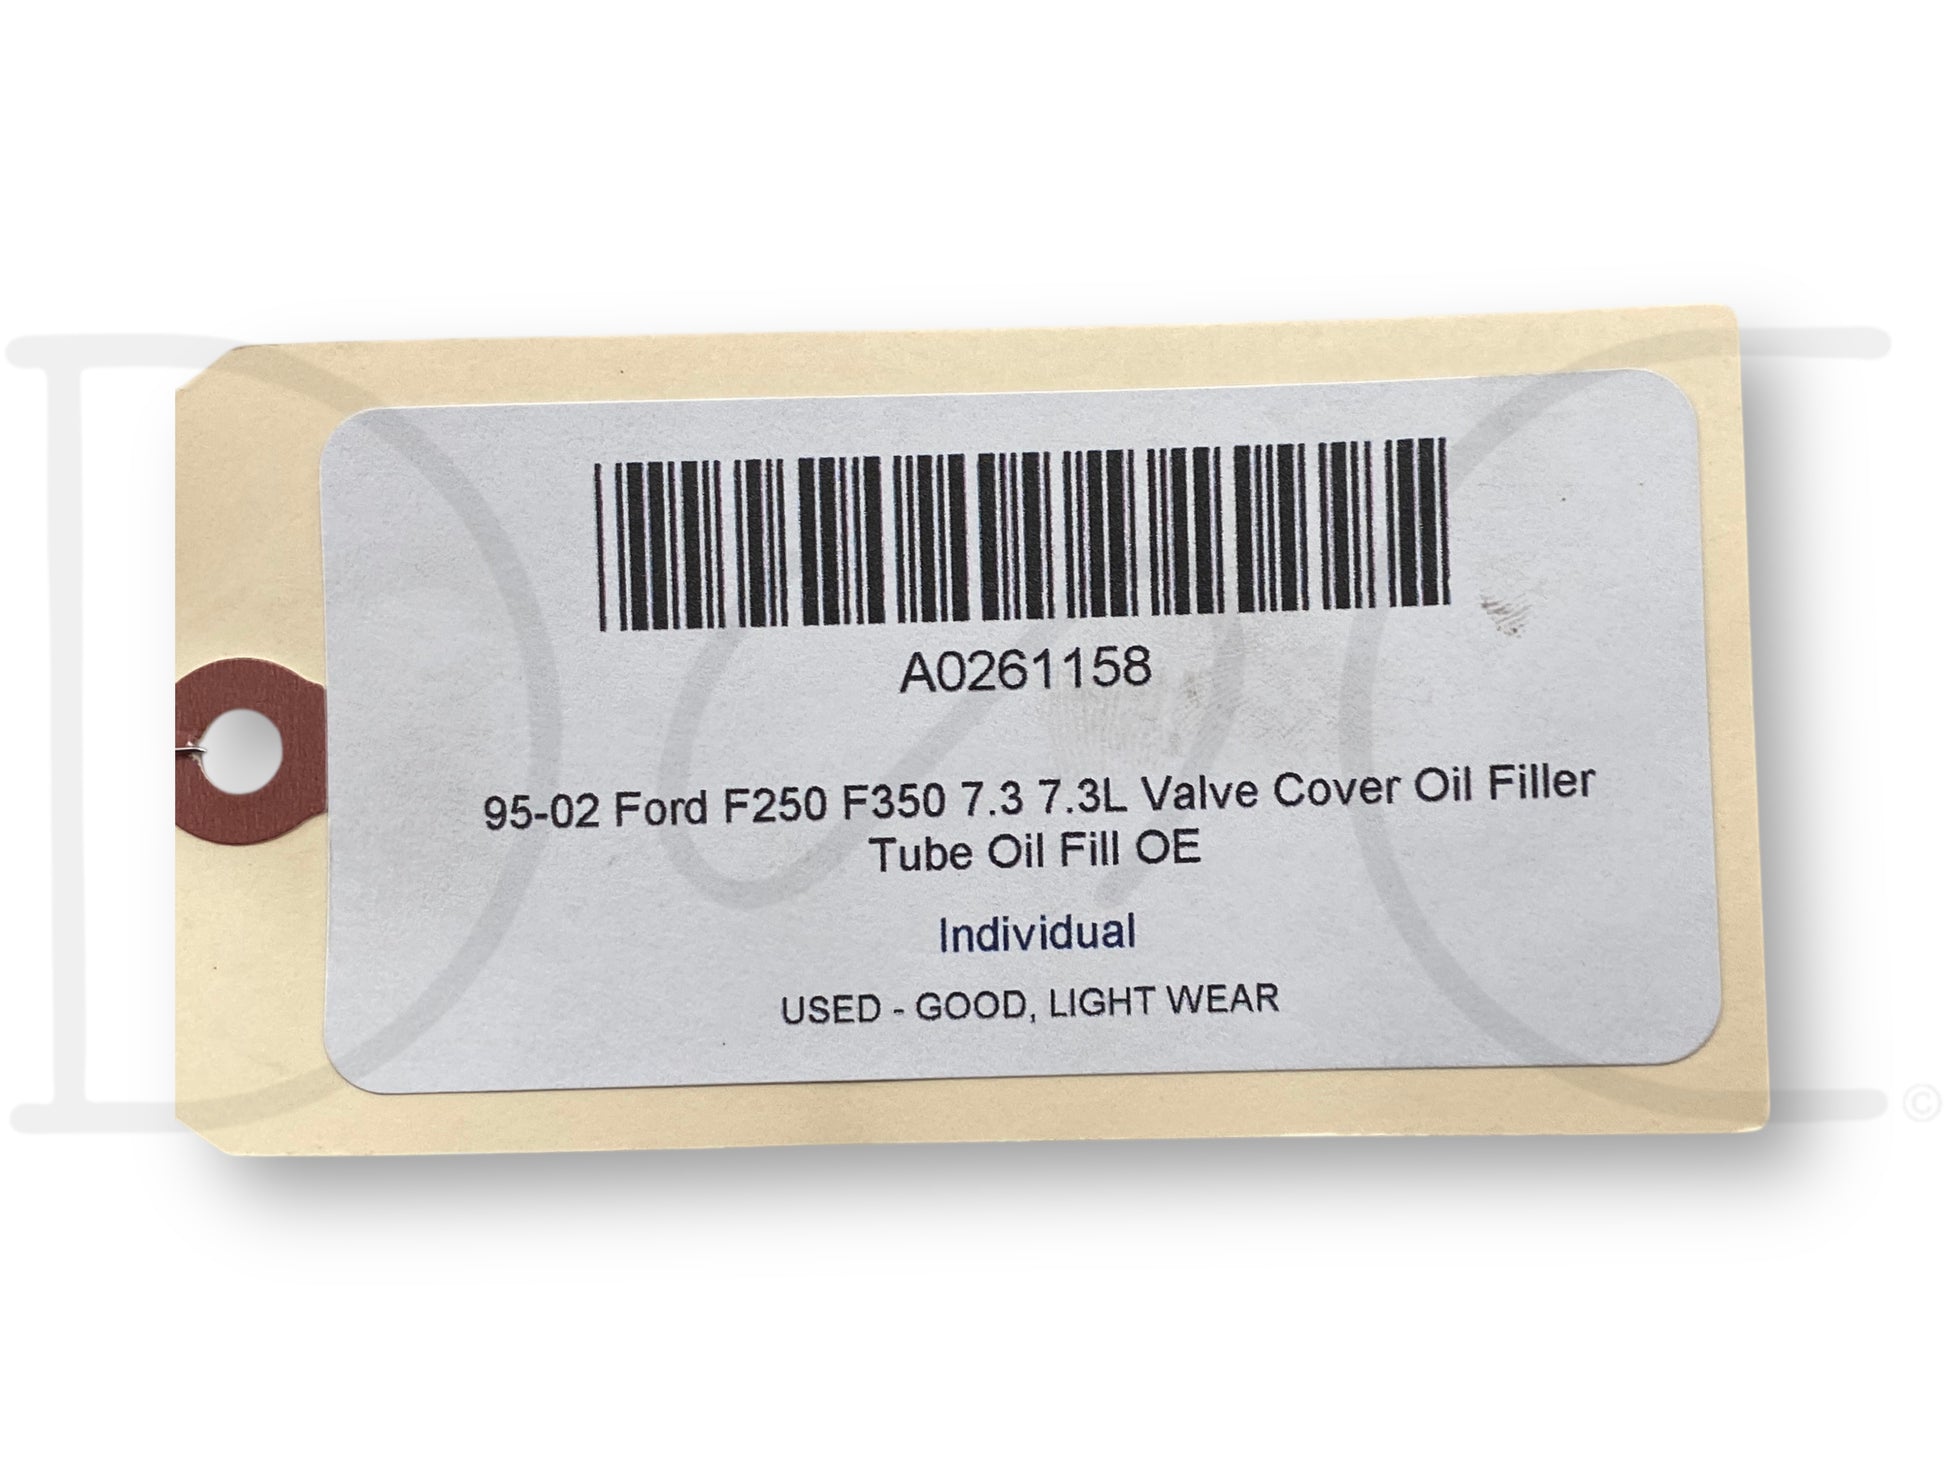 A0261158
95-02 Ford F250 F350 7.3 7.3L Valve Cover Oil Filler
Tube Oil Fill OE
Individual
USED - GOOD, LIGHT WEAR
©